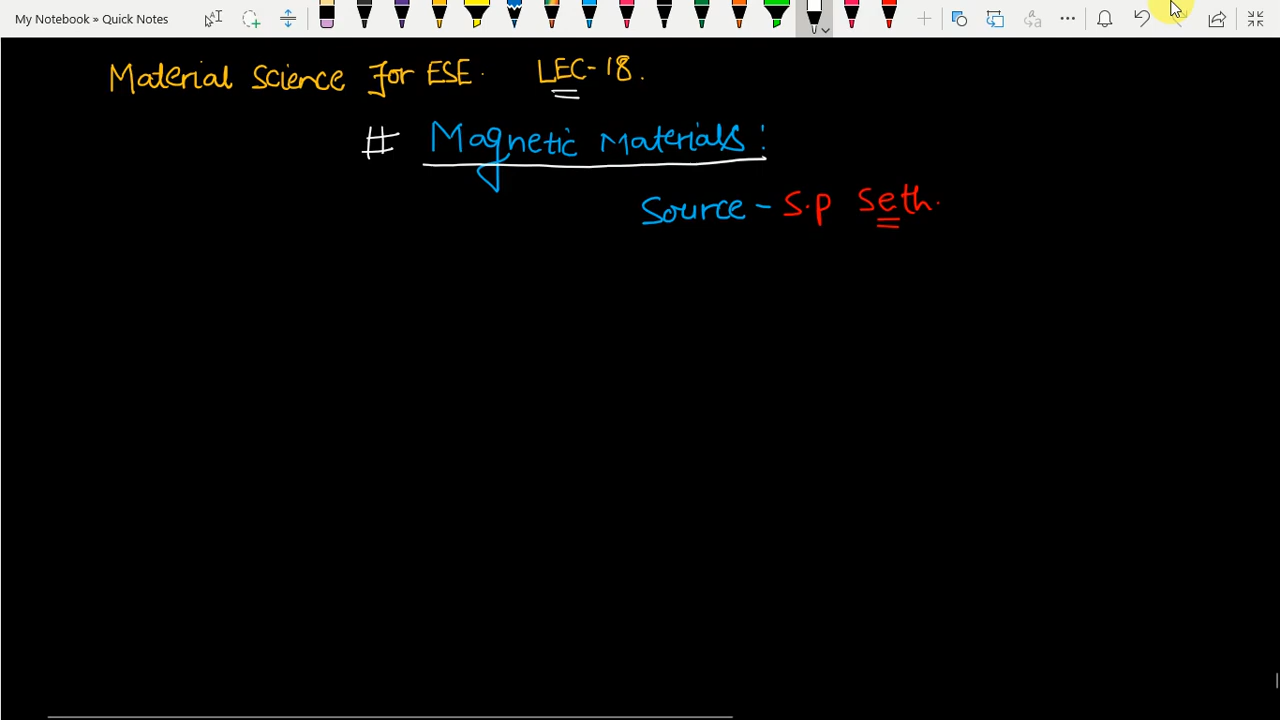 My Notebook » Quick Notes
Material Science for ESE. LEC-18.
# Magnetic Materials:
Source - S.p Seth.